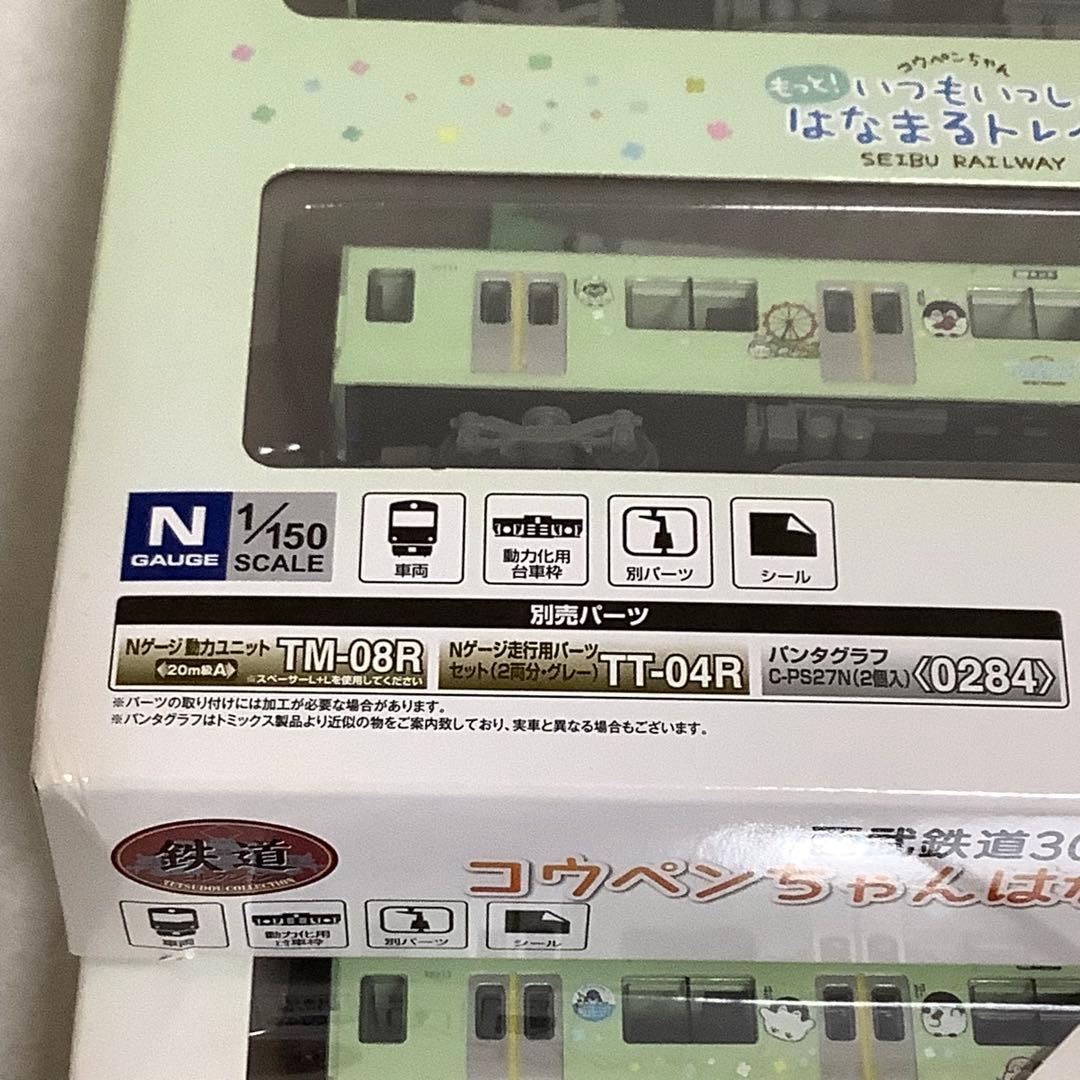 コウペンちゃん
もっと!いつもいっし
はなまるトレイ
SEIBU RAILWAY
N GAUGE
1/150 SCALE
車両
動力化用
台車枠
別パーツ
シール
別売パーツ
Nゲージ動力ユニット
《20m級A》
TM-08R
※スペーサーL+Lを使用してください
Nゲージ走行用パーツ
セット(2両分・グレー)
TT-04R
パンタグラフ
C-PS27N(2個入)
《0284》
※パーツの取り付けには加工が必要な場合があります。
※パンタグラフはトミックス製品より近似の物をご案内致しており、実車と異なる場合もございます。
鉄道
TETSUDOU COLLECTION
西武鉄道30
コウペンちゃんはな
車両
動力化用
台車枠
別パーツ
シール